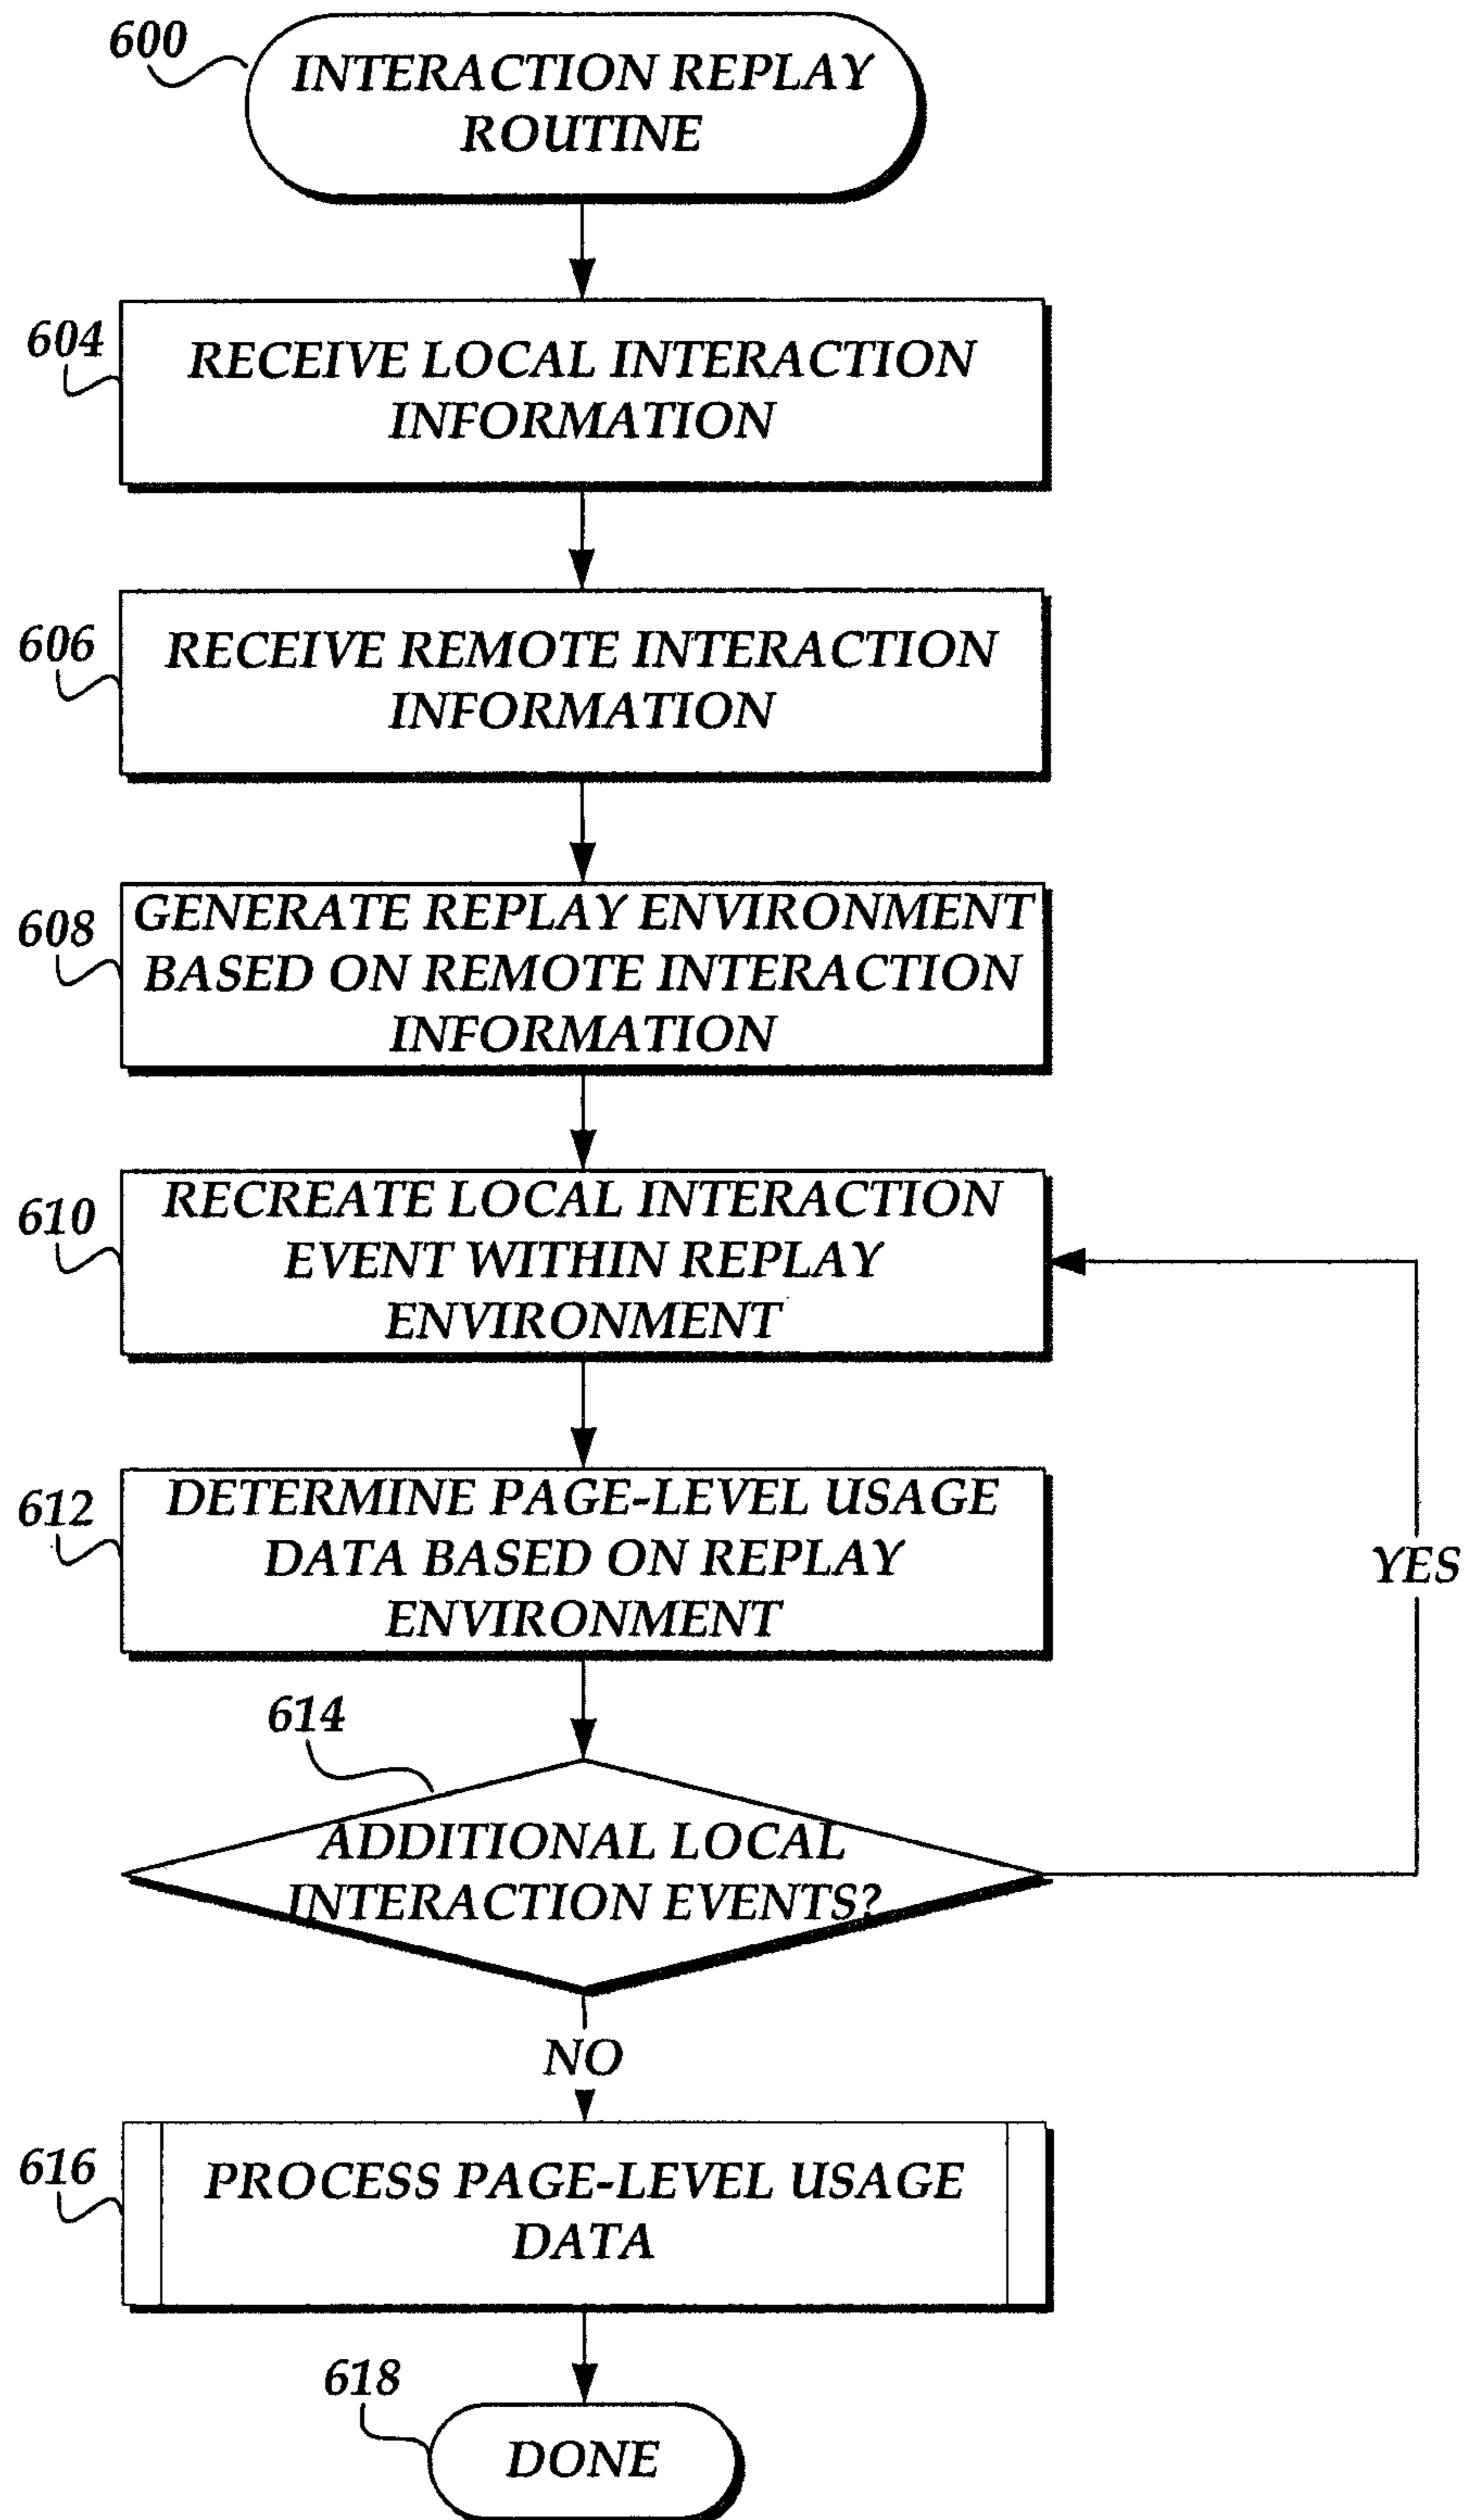 600
INTERACTION REPLAY
ROUTINE
604
RECEIVE LOCAL INTERACTION
INFORMATION
606
RECEIVE REMOTE INTERACTION
INFORMATION
608
GENERATE REPLAY ENVIRONMENT
BASED ON REMOTE INTERACTION
INFORMATION
610
RECREATE LOCAL INTERACTION
EVENT WITHIN REPLAY
ENVIRONMENT
612
DETERMINE PAGE-LEVEL USAGE
DATA BASED ON REPLAY
ENVIRONMENT
YES
614
ADDITIONAL LOCAL
INTERACTION EVENTS?
NO
616
PROCESS PAGE-LEVEL USAGE
DATA
618
DONE